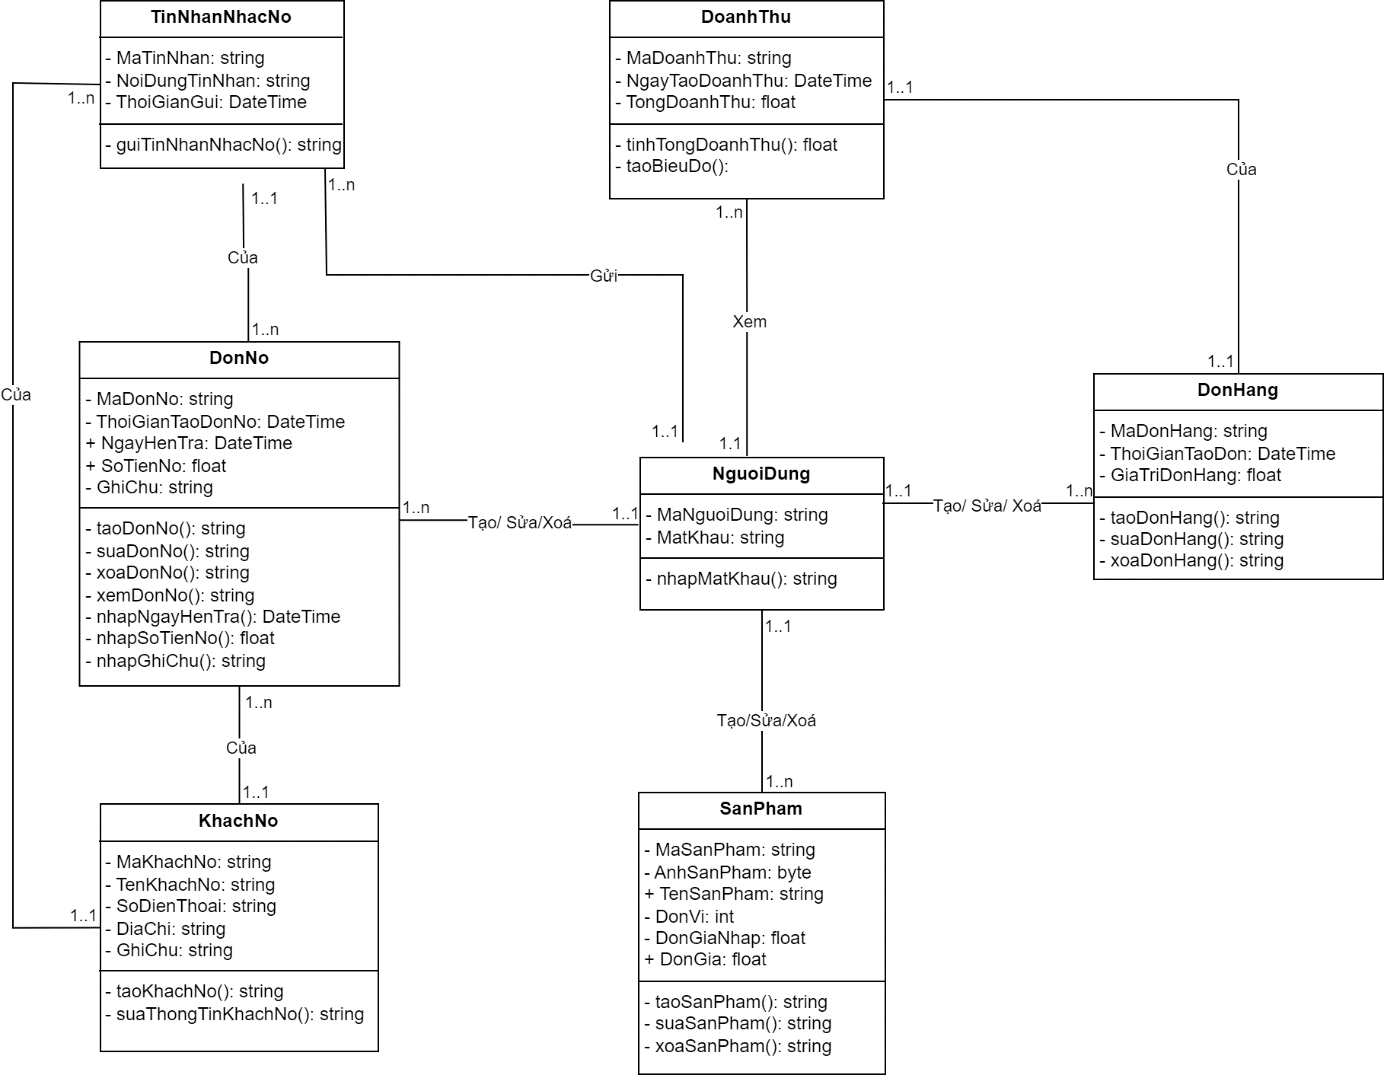 TinNhanNhacNo
- MaTinNhan: string
- NoiDungTinNhan: string
- ThoiGianGui: DateTime
- guiTinNhanNhacNo(): string
DoanhThu
- MaDoanhThu: string
- NgayTaoDoanhThu: DateTime
- TongDoanhThu: float
- tinhTongDoanhThu(): float
- taoBieuDo():
1..n
1..1
1..n
1..1
1..n
Của
Của
Gửi
Xem
Của
1..n
1..1
1.1
1..1
DonNo
- MaDonNo: string
- ThoiGianTaoDonNo: DateTime
+ NgayHenTra: DateTime
+ SoTienNo: float
- GhiChu: string
- taoDonNo(): string
- suaDonNo(): string
- xoaDonNo(): string
- xemDonNo(): string
- nhapNgayHenTra(): DateTime
- nhapSoTienNo(): float
- nhapGhiChu(): string
Của
1..n
Tạo/ Sửa/Xoá
1..1
NguoiDung
- MaNguoiDung: string
- MatKhau: string
- nhapMatKhau(): string
1..1
Tạo/ Sửa/ Xoá
1..n
DonHang
- MaDonHang: string
- ThoiGianTaoDon: DateTime
- GiaTriDonHang: float
- taoDonHang(): string
- suaDonHang(): string
- xoaDonHang(): string
1..n
Của
1..1
1..1
Tạo/Sửa/Xoá
1..n
KhachNo
- MaKhachNo: string
- TenKhachNo: string
- SoDienThoai: string
- DiaChi: string
- GhiChu: string
- taoKhachNo(): string
- suaThongTinKhachNo(): string
1..1
SanPham
- MaSanPham: string
- AnhSanPham: byte
+ TenSanPham: string
- DonVi: int
- DonGiaNhap: float
+ DonGia: float
- taoSanPham(): string
- suaSanPham(): string
- xoaSanPham(): string